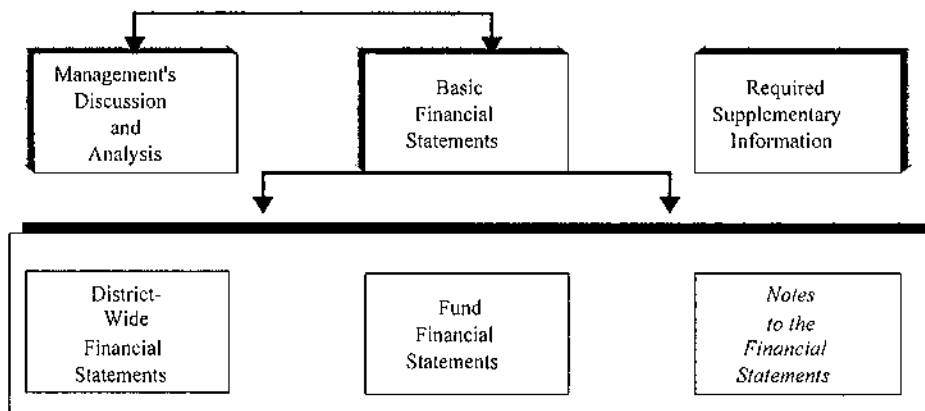 Management's
Discussion
and
Analysis
Basic
Financial
Statements
Required
Supplementary
Information
District-
Wide
Financial
Statements
Fund
Financial
Statements
Notes
to the
Financial
Statements